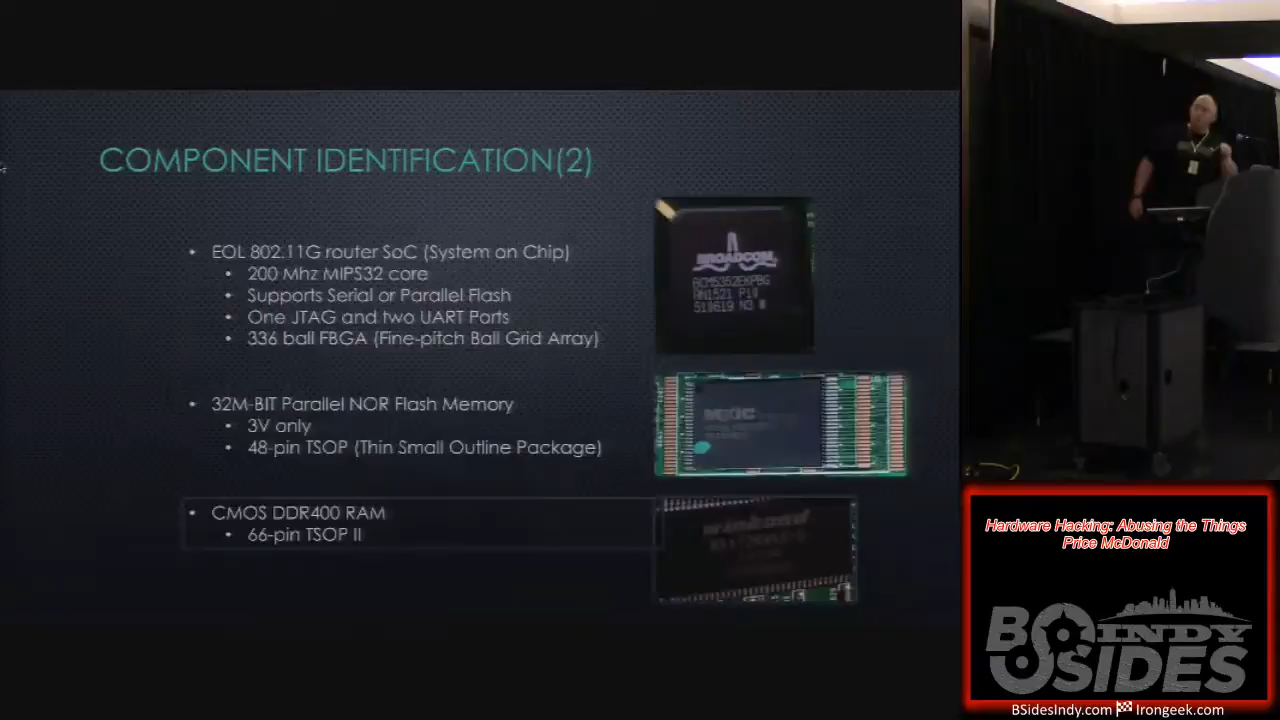 COMPONENT IDENTIFICATION(2)
• EOL 802.11G router SoC (System on Chip)
• 200 Mhz MIPS32 core
• Supports Serial or Parallel Flash
• One JTAG and two UART Ports
• 336 ball FBGA (Fine-pitch Ball Grid Array)
• 32M-BIT Parallel NOR Flash Memory
• 3V only
• 48-pin TSOP (Thin Small Outline Package)
• CMOS DDR400 RAM
• 66-pin TSOP II
BROADCOM
BCM5352EKPBG
winbond
Hardware Hacking: Abusing the Things
Price McDonald
BSIDES
INDY
BSidesIndy.com Irongeek.com